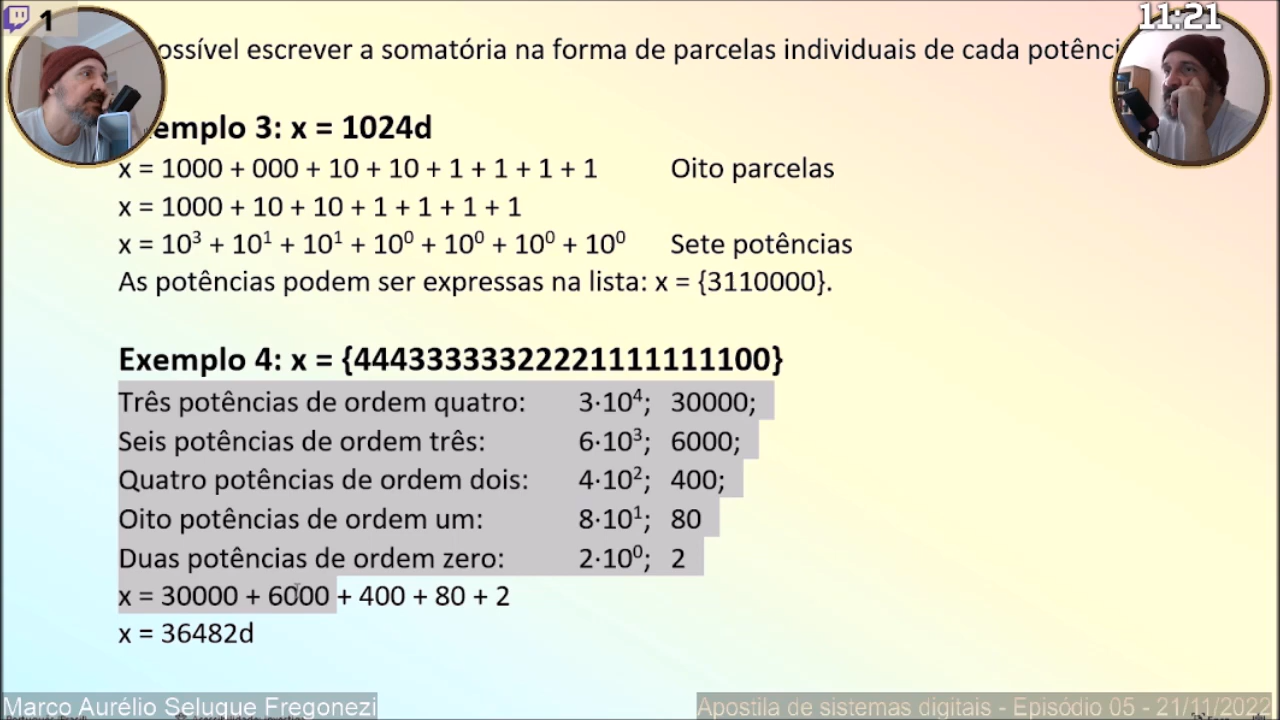 1
11:21
ossível escrever a somatória na forma de parcelas individuais de cada potênci
emplo 3: x = 1024d
x = 1000 + 000 + 10 + 10 + 1 + 1 + 1 + 1 Oito parcelas
x = 1000 + 10 + 10 + 1 + 1 + 1 + 1
x = 10³ + 10¹ + 10¹ + 10⁰ + 10⁰ + 10⁰ + 10⁰ Sete potências
As potências podem ser expressas na lista: x = {3110000}.
Exemplo 4: x = {44433333322221111111100}
Três potências de ordem quatro: 3·10⁴; 30000;
Seis potências de ordem três: 6·10³; 6000;
Quatro potências de ordem dois: 4·10²; 400;
Oito potências de ordem um: 8·10¹; 80
Duas potências de ordem zero: 2·10⁰; 2
x = 30000 + 6000 + 400 + 80 + 2
x = 36482d
Marco Aurélio Seluque Fregonezi
Apostila de sistemas digitais - Episódio 05 - 21/11/2022